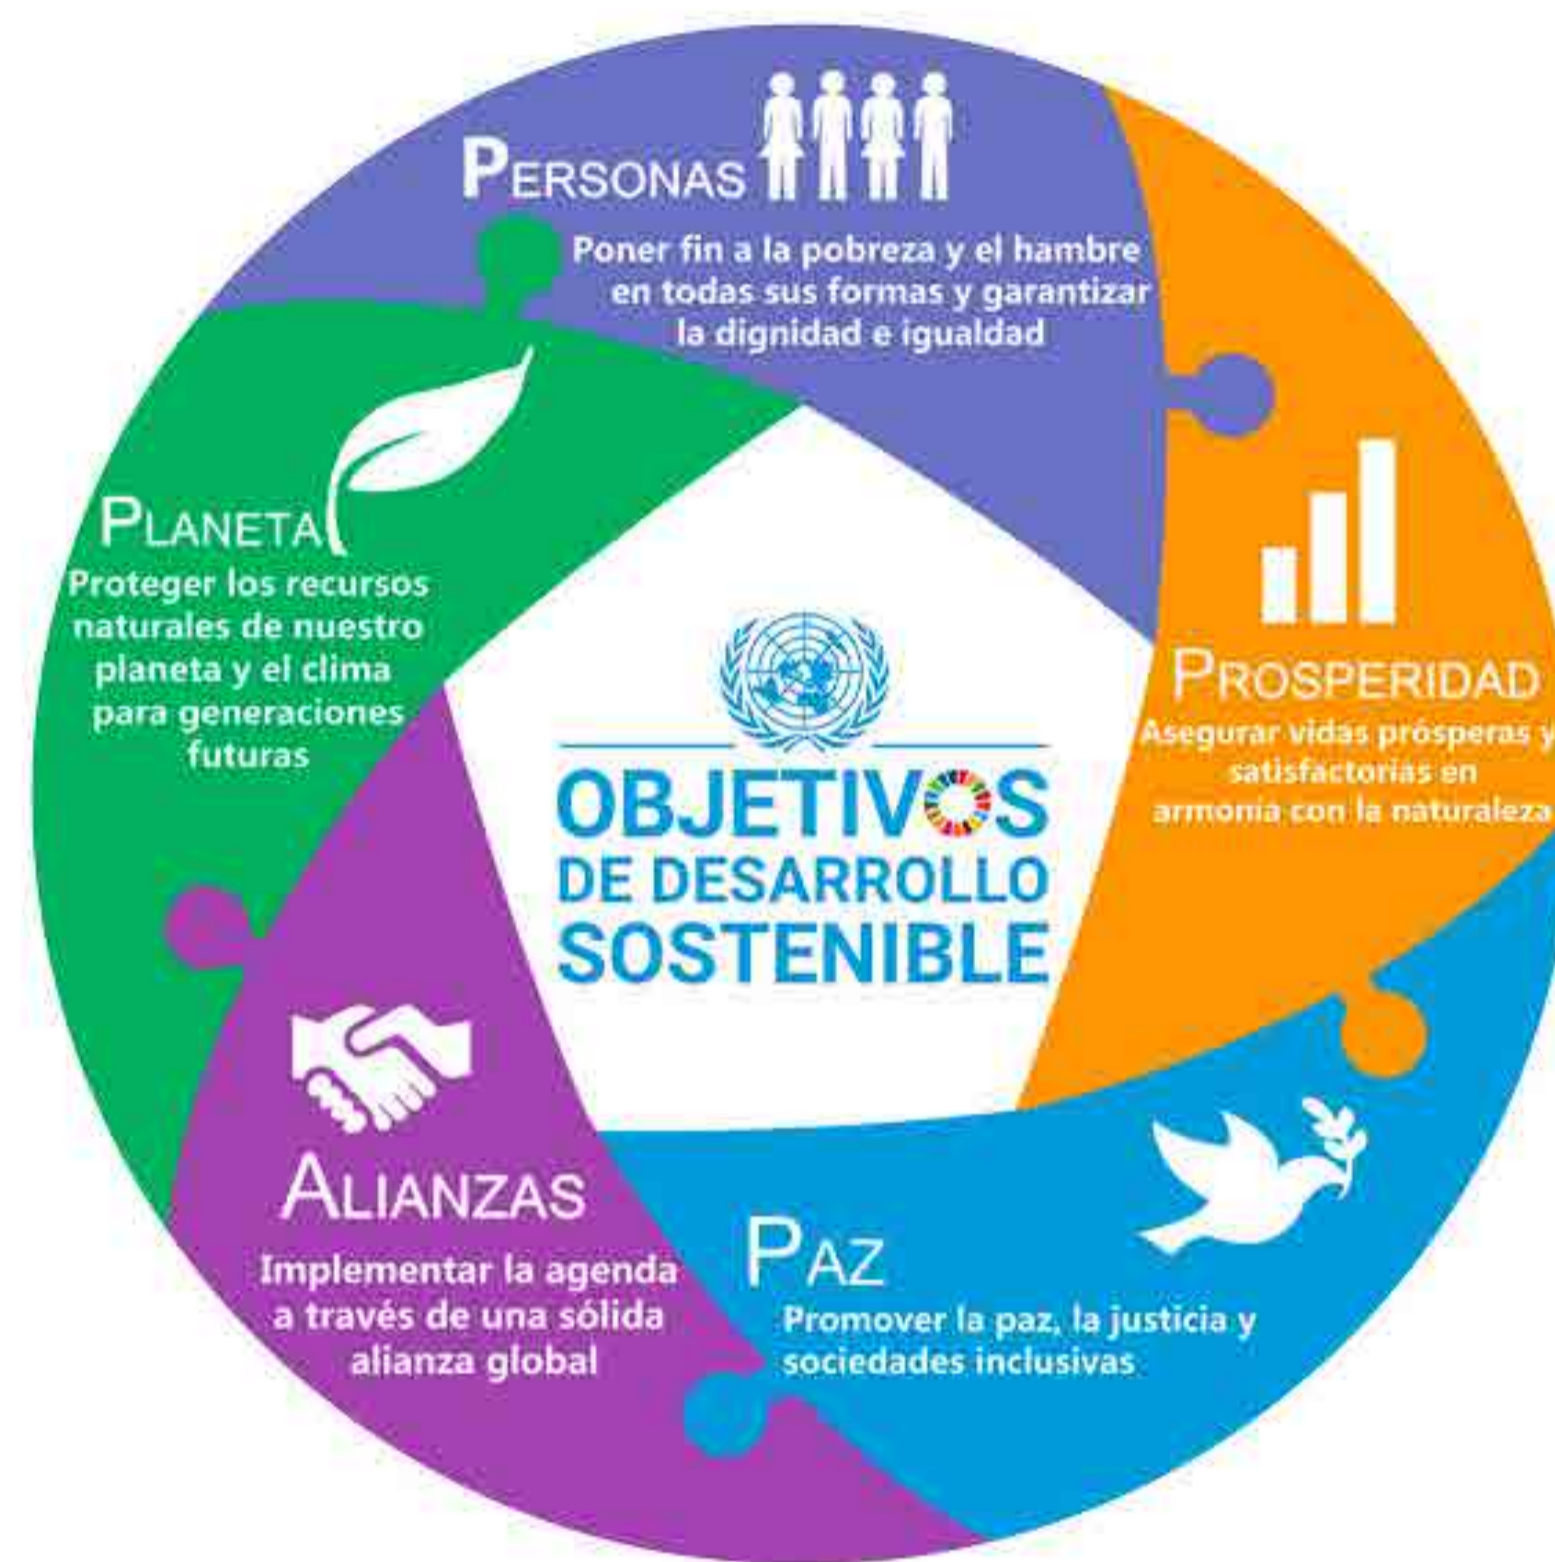 PERSONAS
Poner fin a la pobreza y el hambre
en todas sus formas y garantizar
la dignidad e igualdad
PROSPERIDAD
Asegurar vidas prósperas y
satisfactorias en
armonía con la naturaleza
PAZ
Promover la paz, la justicia y
sociedades inclusivas
ALIANZAS
Implementar la agenda
a través de una sólida
alianza global
PLANETA
Proteger los recursos
naturales de nuestro
planeta y el clima
para generaciones
futuras
OBJETIVOS
DE DESARROLLO
SOSTENIBLE